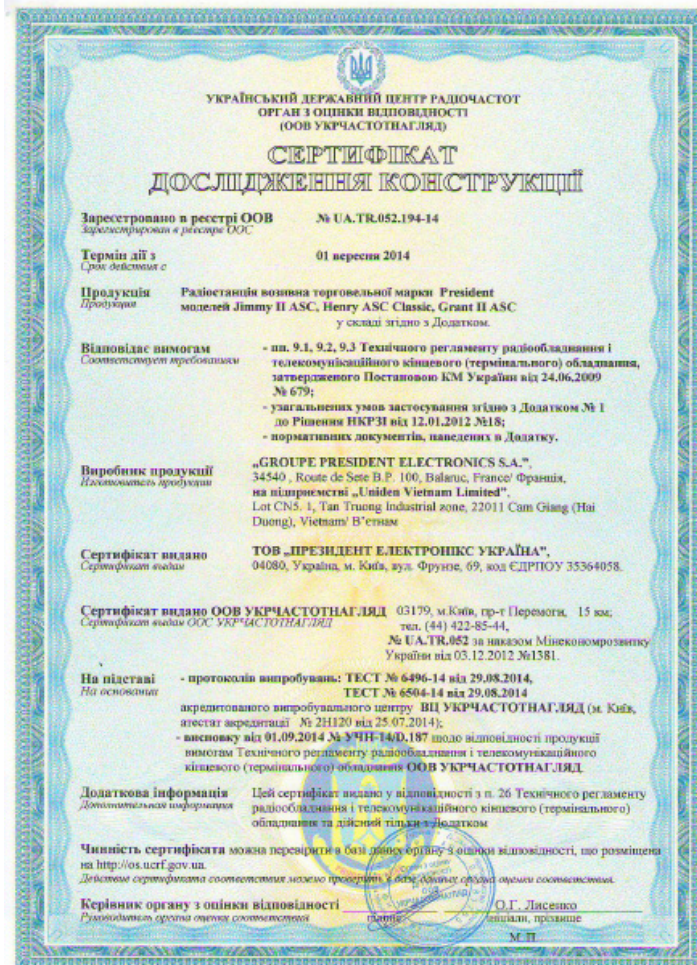 УКРАЇНСЬКИЙ ДЕРЖАВНИЙ ЦЕНТР РАДІОЧАСТОТ
ОРГАН З ОЦІНКИ ВІДПОВІДНОСТІ
(ООВ УКРЧАСТОТНАГЛЯД)
СЕРТИФІКАТ
ДОСЛІДЖЕННЯ КОНСТРУКЦІЇ
Зареєстровано в реєстрі ООВ № UA.TR.052.194-14
Зарегистрирован в реестре ООС
Термін дії з 01 вересня 2014
Срок действия с
Продукція Радіостанція возивна торговельної марки President
Продукция моделей Jimmy II ASC, Henry ASC Classic, Grant II ASC
у складі згідно з Додатком.
Відповідає вимогам - пп. 9.1, 9.2, 9.3 Технічного регламенту радіообладнання і
Соответствует требованиям телекомунікаційного кінцевого (термінального) обладнання,
затвердженого Постановою КМ України від 24.06.2009
№ 679;
- узагальнених умов застосування згідно з Додатком № 1
до Рішення НКРЗІ від 12.01.2012 №18;
- нормативних документів, наведених в Додатку.
Виробник продукції „GROUPE PRESIDENT ELECTRONICS S.A.”,
Изготовитель продукции 34540 , Route de Sete B.P. 100, Balaruc, France/ Франція,
на підприємстві „Uniden Vietnam Limited”,
Lot CN5. 1, Tan Truong Industrial zone, 22011 Cam Giang (Hai
Duong), Vietnam/ В’єтнам
Сертифікат видано ТОВ „ПРЕЗИДЕНТ ЕЛЕКТРОНІКС УКРАЇНА”,
Сертификат выдан 04080, Україна, м. Київ, вул. Фрунзе, 69, код ЄДРПОУ 35364058.
Сертифікат видано ООВ УКРЧАСТОТНАГЛЯД 03179, м.Київ, пр-т Перемоги, 15 км;
Сертификат выдан ООС УКРЧАСТОТНАГЛЯД тел. (44) 422-85-44,
№ UA.TR.052 за наказом Мінекономрозвитку
України від 03.12.2012 №1381.
На підставі - протоколів випробувань: ТЕСТ № 6496-14 від 29.08.2014,
На основании ТЕСТ № 6504-14 від 29.08.2014
акредитованого випробувального центру ВЦ УКРЧАСТОТНАГЛЯД (м. Київ,
атестат акредитації № 2H120 від 25.07.2014);
- висновку від 01.09.2014 № УЧН-14/D.187 щодо відповідності продукції
вимогам Технічного регламенту радіообладнання і телекомунікаційного
кінцевого (термінального) обладнання ООВ УКРЧАСТОТНАГЛЯД.
Додаткова інформація Цей сертифікат видано у відповідності з п. 26 Технічного регламенту
Дополнительная информация радіообладнання і телекомунікаційного кінцевого (термінального)
обладнання та дійсний тільки з Додатком
Чинність сертифіката можна перевірити в базі даних органу з оцінки відповідності, що розміщена
на http://os.ucrf.gov.ua.
Действие сертификата соответствия можно проверить в базе данных органа оценки соответствия.
Керівник органу з оцінки відповідності О.Г. Лисенко
Руководитель органа оценки соответствия підпис ініціали, прізвище
М.П.